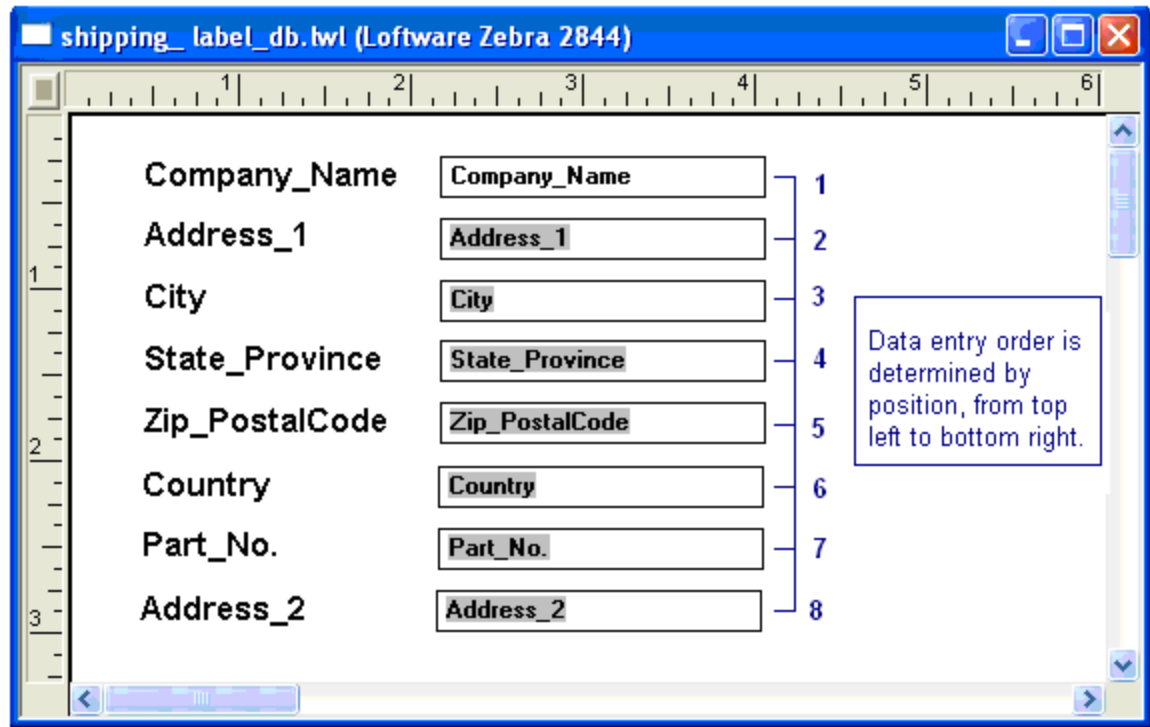 shipping_ label_db.lwl (Loftware Zebra 2844)
1 2 3 4 5 6
Company_Name Company_Name 1
Address_1 Address_1 2
1
City City 3
State_Province State_Province 4
Zip_PostalCode Zip_PostalCode 5
2
Country Country 6
Part_No. Part_No. 7
Address_2 Address_2 8
3
Data entry order is
determined by
position, from top
left to bottom right.